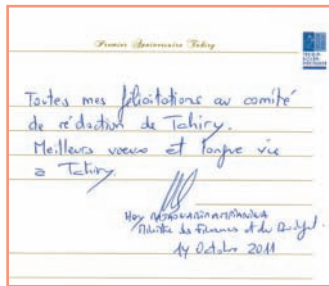 Premier Anniversaire Tahiry
Toutes mes félicitations au comité
de rédaction de Tahiry.
Meilleurs voeux et longue vie
à Tahiry.
Hery RAJAONARIMAMPIANINA
Ministre des Finances et du Budget.
14 Octobre 2011